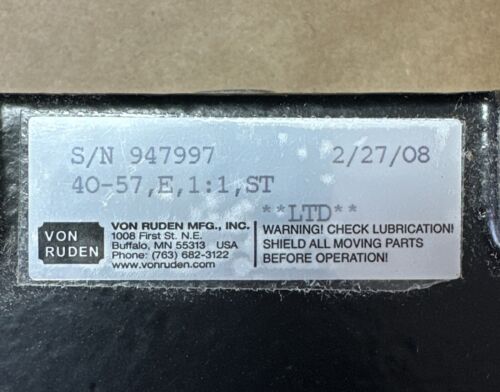 S/N 947997 2/27/08
40-57,E,1:1,ST
**LTD**
VON
RUDEN
VON RUDEN MFG., INC.
1008 First St. N.E.
Buffalo, MN 55313 USA
Phone: (763) 682-3122
www.vonruden.com
WARNING! CHECK LUBRICATION!
SHIELD ALL MOVING PARTS
BEFORE OPERATION!